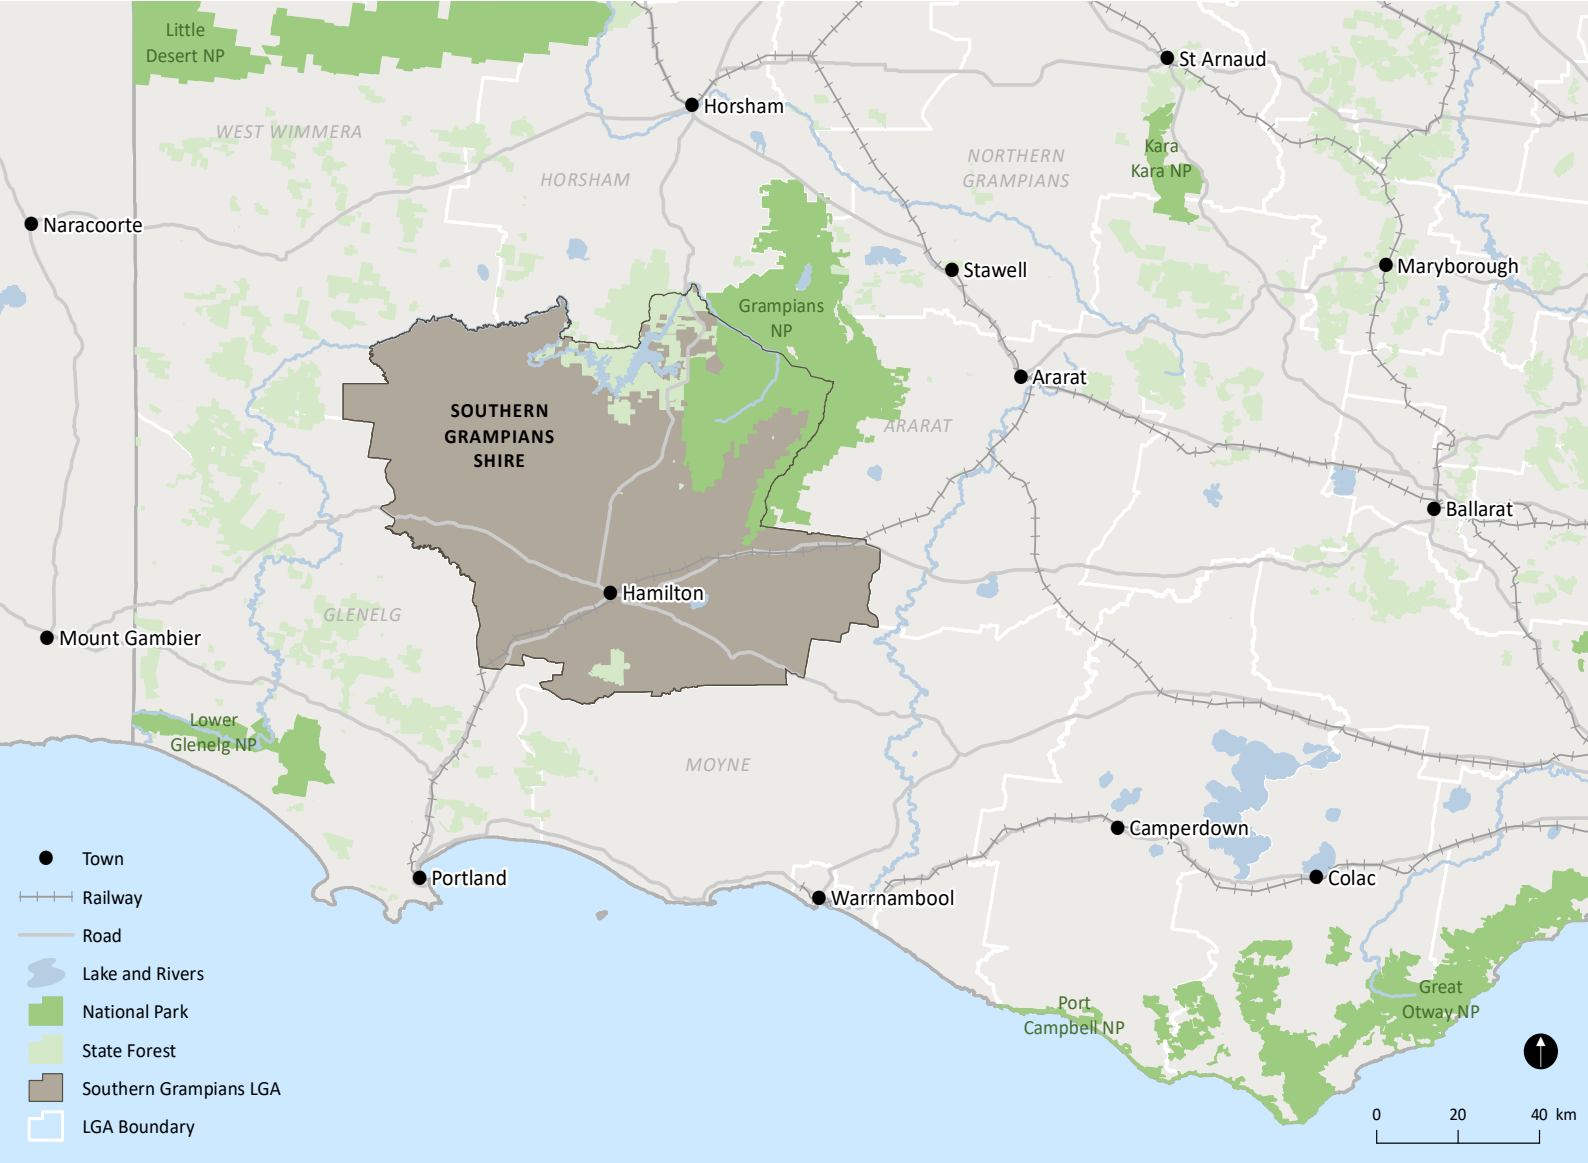 Little
Desert NP
St Arnaud
Horsham
WEST WIMMERA
Kara
Kara NP
NORTHERN
GRAMPIANS
HORSHAM
Naracoorte
Stawell
Maryborough
Grampians
NP
Ararat
SOUTHERN
GRAMPIANS
SHIRE
ARARAT
Ballarat
Hamilton
GLENELG
Mount Gambier
Lower
Glenelg NP
MOYNE
Camperdown
Portland
Colac
Warrnambool
Great
Otway NP
Port
Campbell NP
Town
Railway
Road
Lake and Rivers
National Park
State Forest
Southern Grampians LGA
LGA Boundary
0 20 40 km